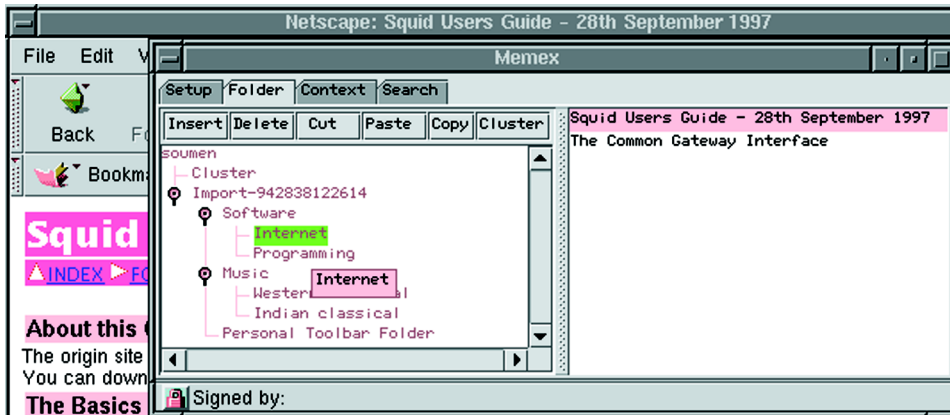 Netscape: Squid Users Guide - 28th September 1997
File Edit V
Memex
Back
Bookm
Setup Folder Context Search
Insert Delete Cut Paste Copy Cluster
soumen
Cluster
Import-942838122614
Software
Internet
Programming
Music
Internet
Wester l
Indian classical
Personal Toolbar Folder
Squid Users Guide - 28th September 1997
The Common Gateway Interface
Squid
INDEX FO
About this
The origin site
You can down
The Basics
Signed by: